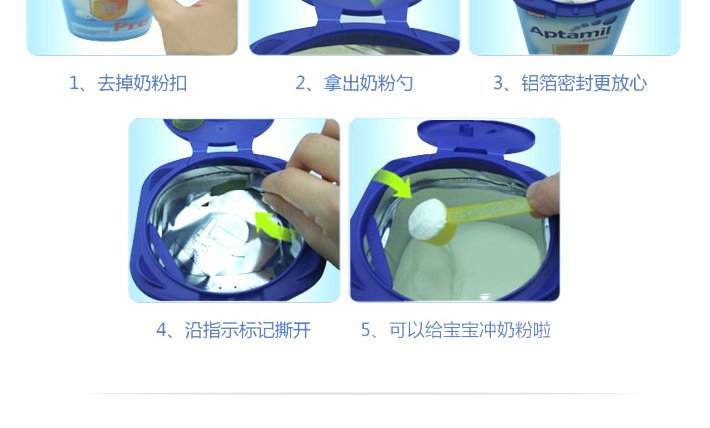 Pre
Aptamil
1、去掉奶粉扣
2、拿出奶粉勺
3、铝箔密封更放心
4、沿指示标记撕开
5、可以给宝宝冲奶粉啦